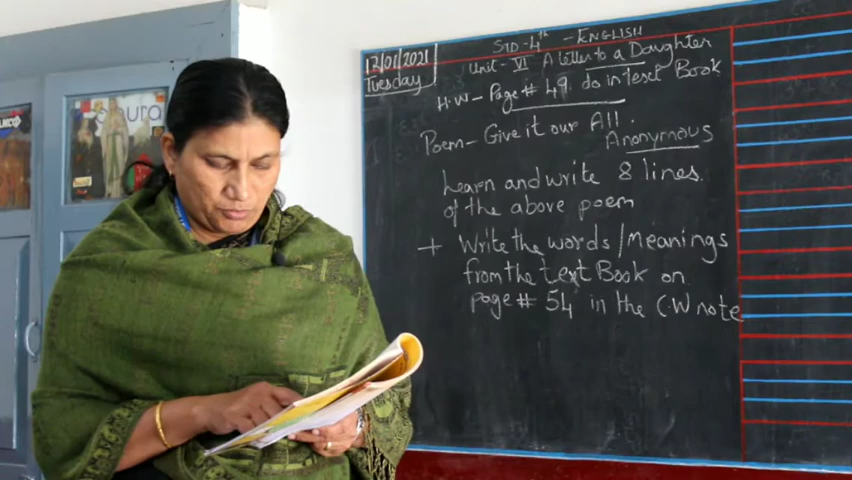 12/01/2021
Tuesday
STD-4th - ENGLISH
Unit - VI A letter to a Daughter
H.W - Page # 49. do in text Book
Poem - Give it our All.
Anonymous
Learn and write 8 lines.
of the above poem
+ Write the words/Meanings
from the text Book on
page # 54 in the C.W note